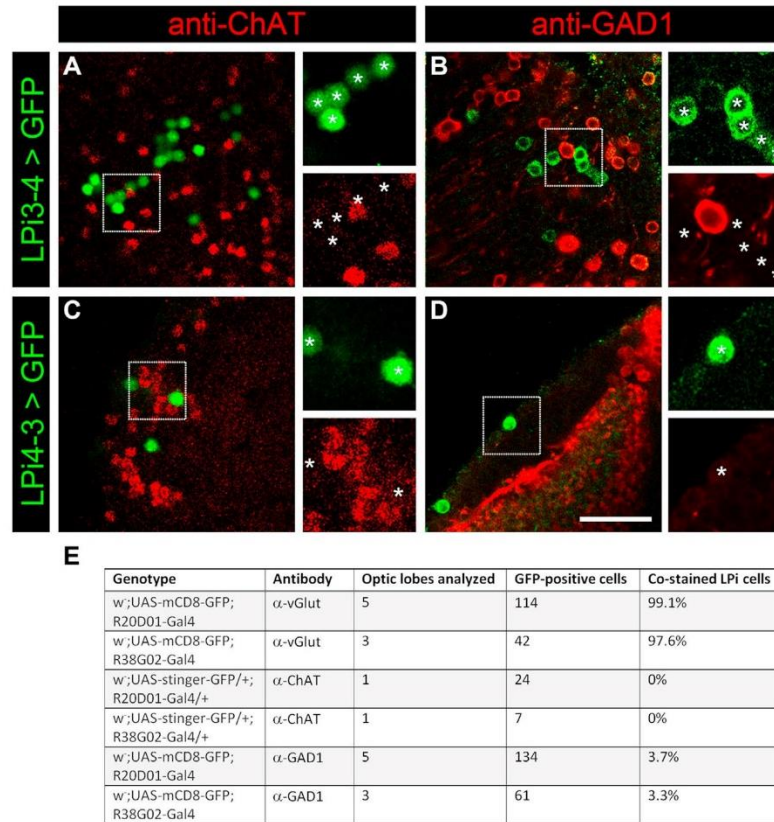 anti-ChAT
anti-GAD1
LPi3-4 > GFP
A
B
LPi4-3 > GFP
C
D
E
Genotype Antibody Optic lobes analyzed GFP-positive cells Co-stained LPi cells
w⁻;UAS-mCD8-GFP; α-vGlut 5 114 99.1%
R20D01-Gal4
w⁻;UAS-mCD8-GFP; α-vGlut 3 42 97.6%
R38G02-Gal4
w⁻;UAS-stinger-GFP/+; α-ChAT 1 24 0%
R20D01-Gal4/+
w⁻;UAS-stinger-GFP/+; α-ChAT 1 7 0%
R38G02-Gal4/+
w⁻;UAS-mCD8-GFP; α-GAD1 5 134 3.7%
R20D01-Gal4
w⁻;UAS-mCD8-GFP; α-GAD1 3 61 3.3%
R38G02-Gal4